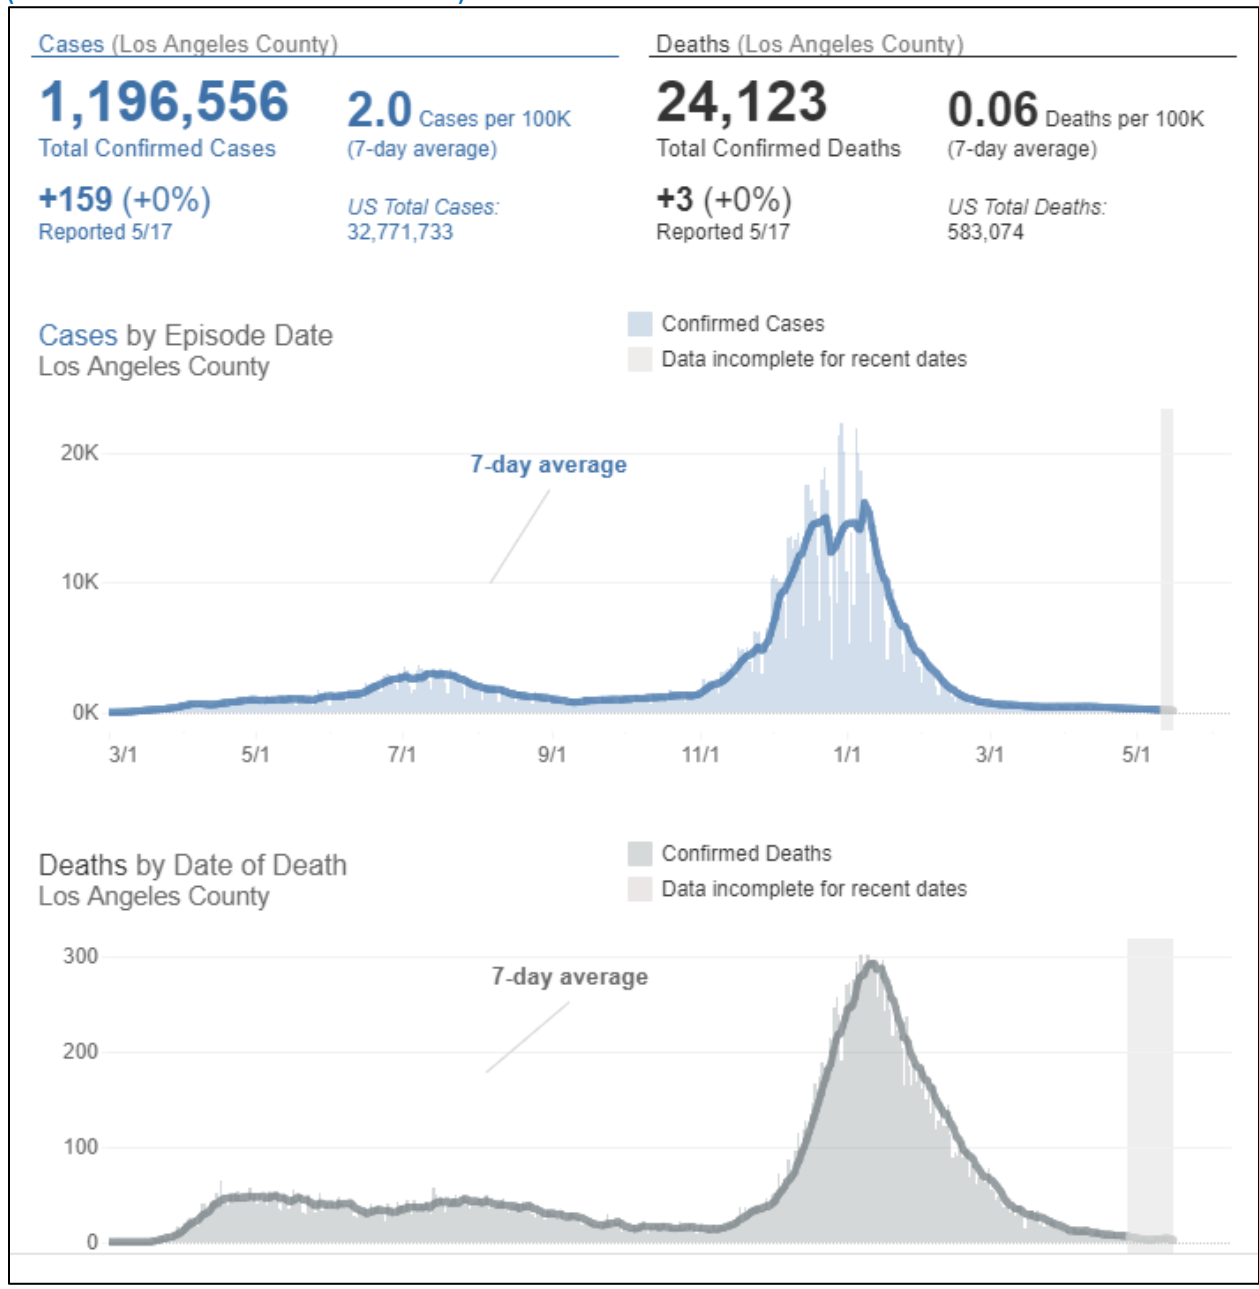 Cases (Los Angeles County)
1,196,556
Total Confirmed Cases
2.0 Cases per 100K
(7-day average)
+159 (+0%)
Reported 5/17
US Total Cases:
32,771,733
Deaths (Los Angeles County)
24,123
Total Confirmed Deaths
0.06 Deaths per 100K
(7-day average)
+3 (+0%)
Reported 5/17
US Total Deaths:
583,074
Cases by Episode Date
Los Angeles County
Confirmed Cases
Data incomplete for recent dates
20K
7-day average
10K
0K
3/1 5/1 7/1 9/1 11/1 1/1 3/1 5/1
Deaths by Date of Death
Los Angeles County
Confirmed Deaths
Data incomplete for recent dates
300
7-day average
200
100
0